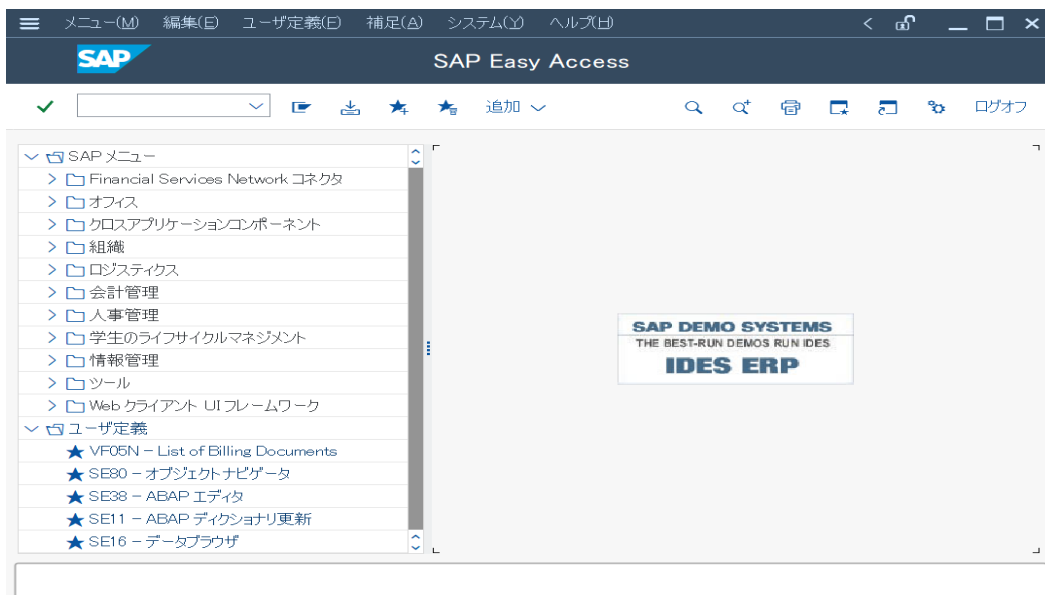 メニュー(M) 編集(E) ユーザ定義(F) 補足(A) システム(Y) ヘルプ(H)
SAP SAP Easy Access
追加 ログオフ
SAP メニュー
Financial Services Network コネクタ
オフィス
クロスアプリケーションコンポーネント
組織
ロジスティクス
会計管理
人事管理
学生のライフサイクルマネジメント
情報管理
ツール
Web クライアント UI フレームワーク
ユーザ定義
VF05N - List of Billing Documents
SE80 - オブジェクトナビゲータ
SE38 - ABAP エディタ
SE11 - ABAP ディクショナリ更新
SE16 - データブラウザ
SAP DEMO SYSTEMS
THE BEST-RUN DEMOS RUN IDES
IDES ERP